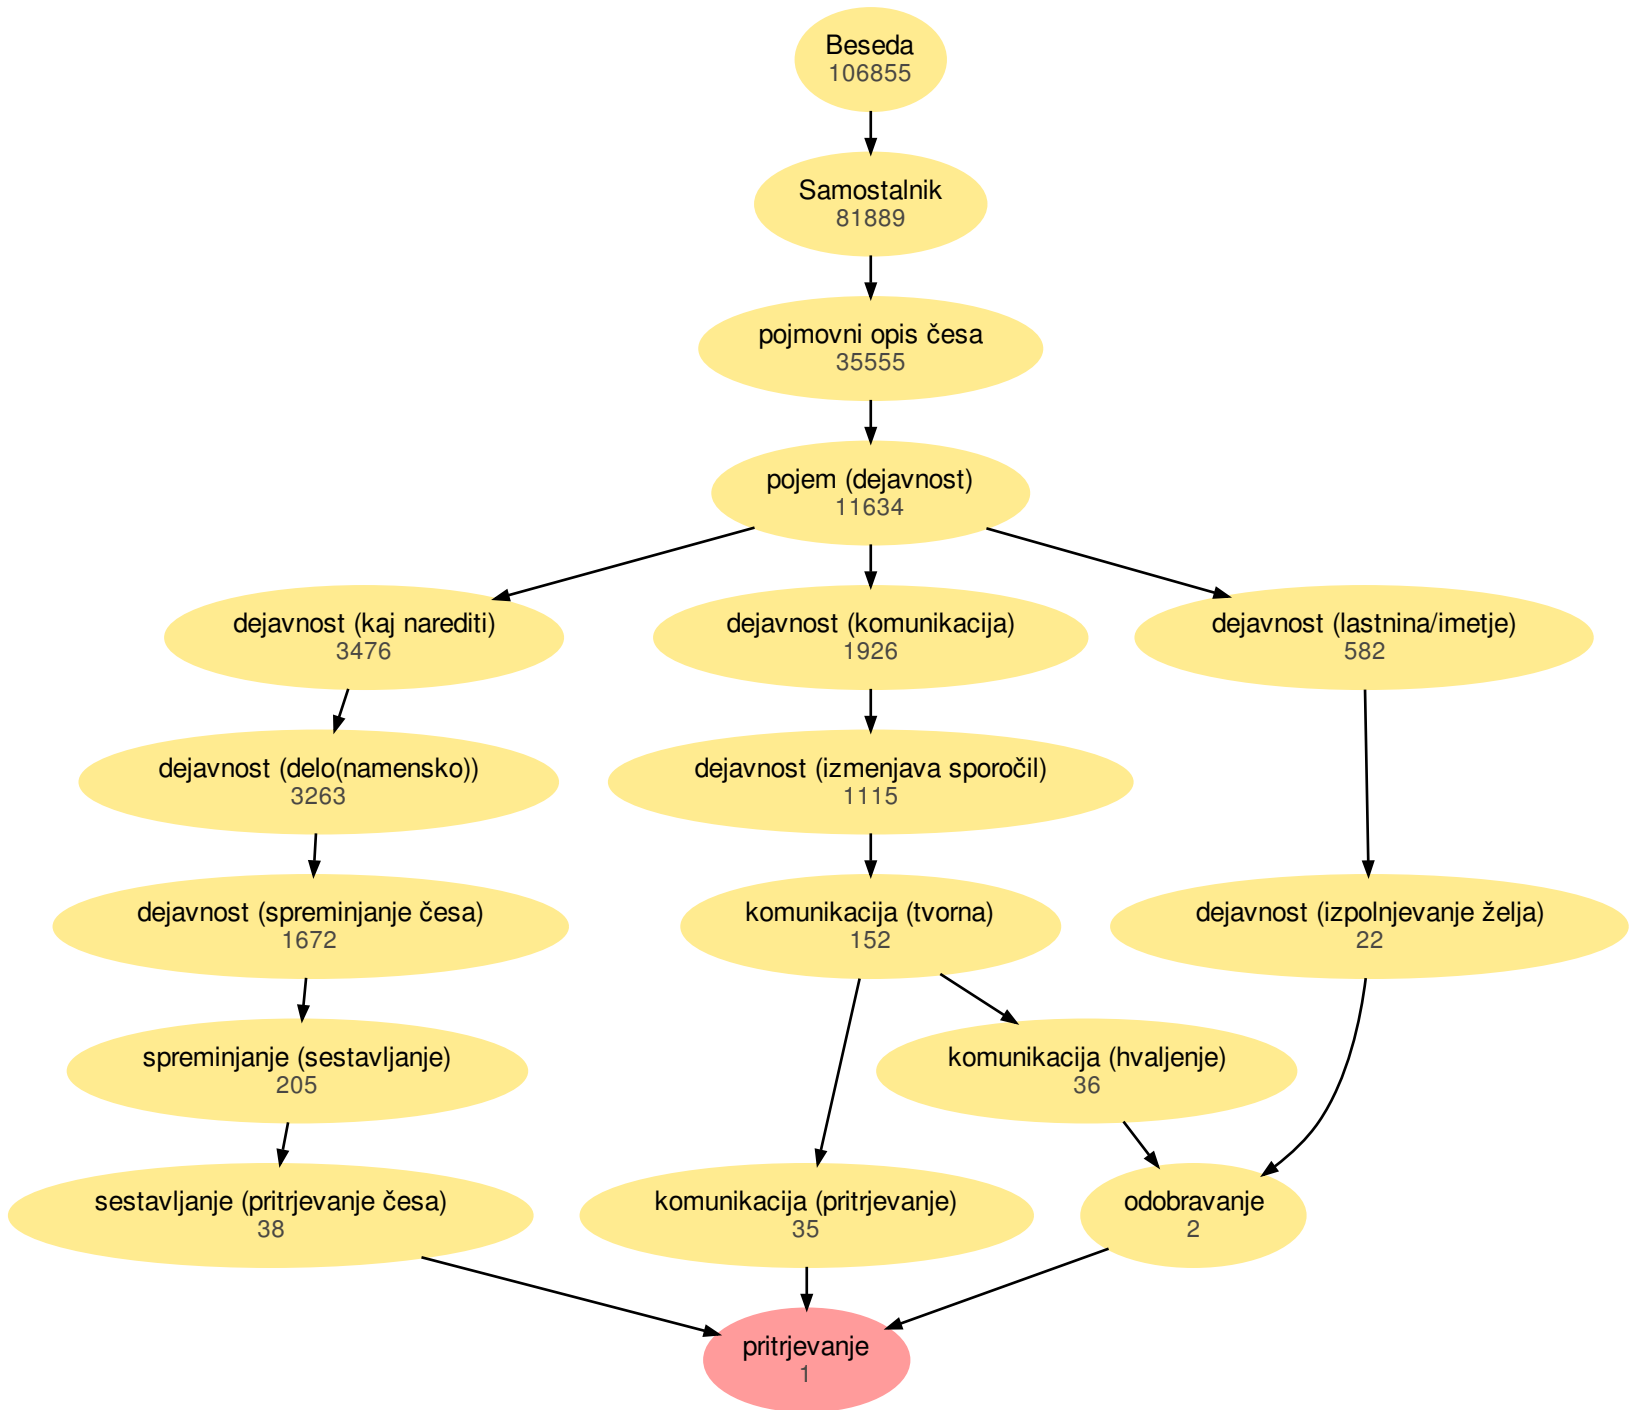 Beseda
106855
Samostalnik
81889
pojmovni opis česa
35555
pojem (dejavnost)
11634
dejavnost (kaj narediti)
3476
dejavnost (komunikacija)
1926
dejavnost (lastnina/imetje)
582
dejavnost (delo(namensko))
3263
dejavnost (izmenjava sporočil)
1115
dejavnost (spreminjanje česa)
1672
komunikacija (tvorna)
152
dejavnost (izpolnjevanje želja)
22
spreminjanje (sestavljanje)
205
komunikacija (hvaljenje)
36
sestavljanje (pritrjevanje česa)
38
komunikacija (pritrjevanje)
35
odobravanje
2
pritrjevanje
1